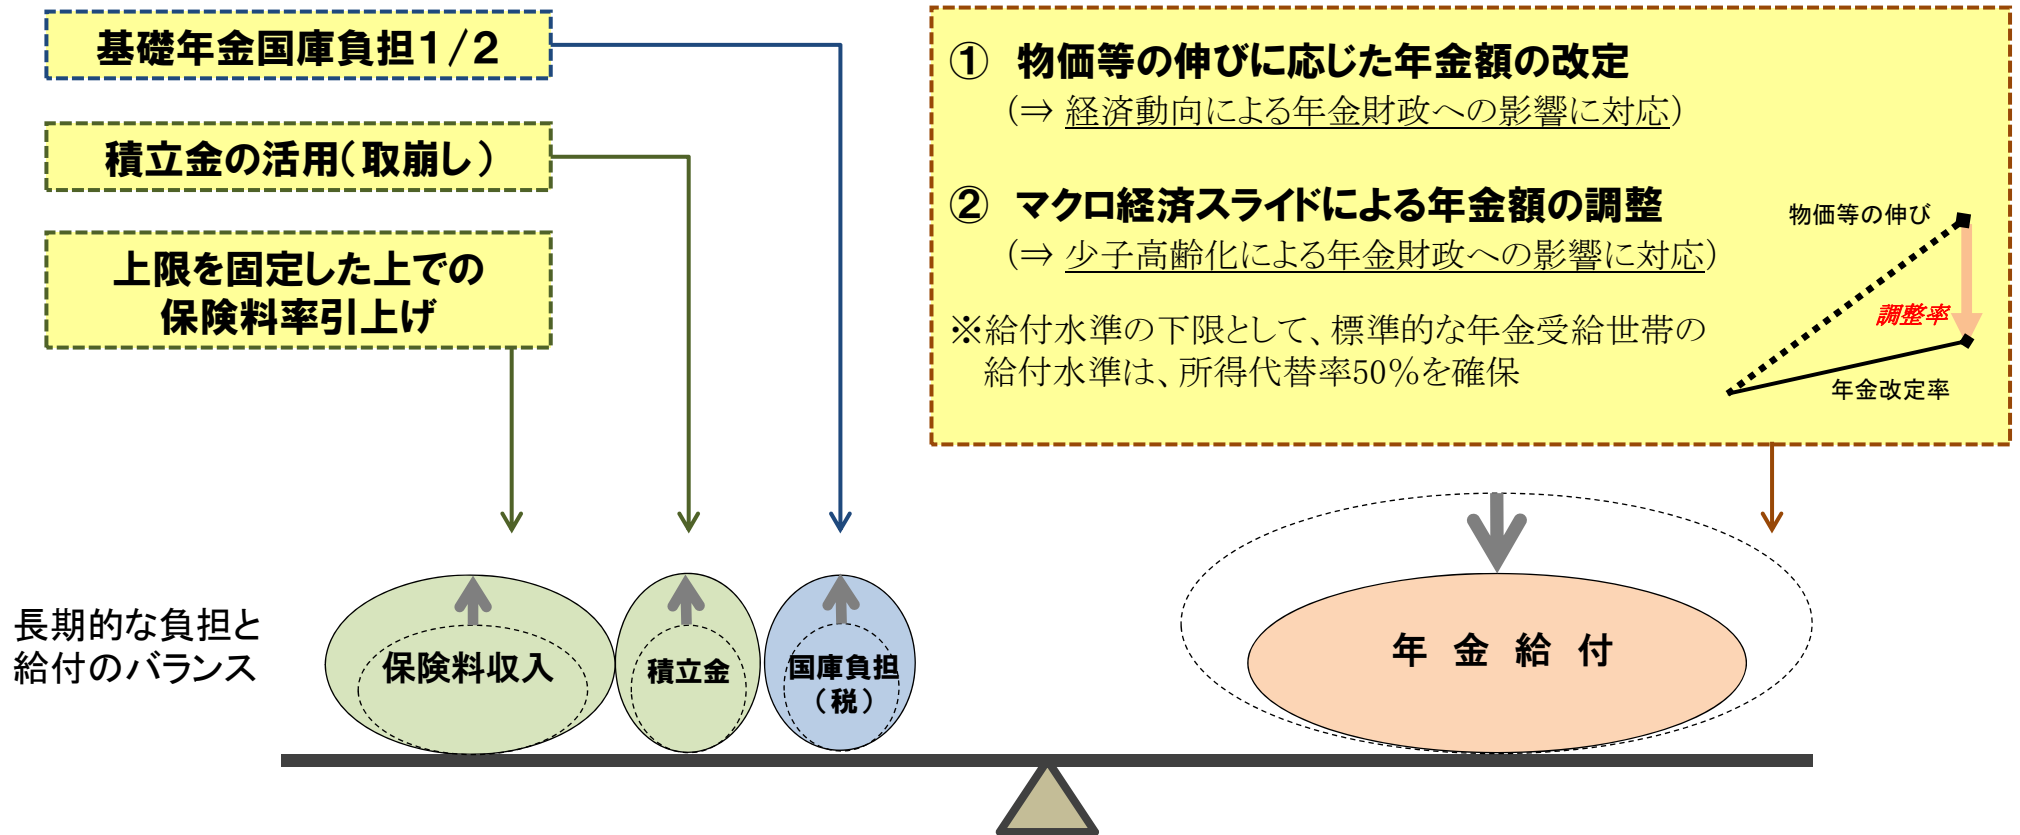 基礎年金国庫負担1/2
積立金の活用(取崩し)
上限を固定した上での
保険料率引上げ
① 物価等の伸びに応じた年金額の改定
(⇒ 経済動向による年金財政への影響に対応)
② マクロ経済スライドによる年金額の調整
(⇒ 少子高齢化による年金財政への影響に対応)
※給付水準の下限として、標準的な年金受給世帯の
給付水準は、所得代替率50%を確保
物価等の伸び
調整率
年金改定率
長期的な負担と
給付のバランス
保険料収入
積立金
国庫負担
(税)
年金給付